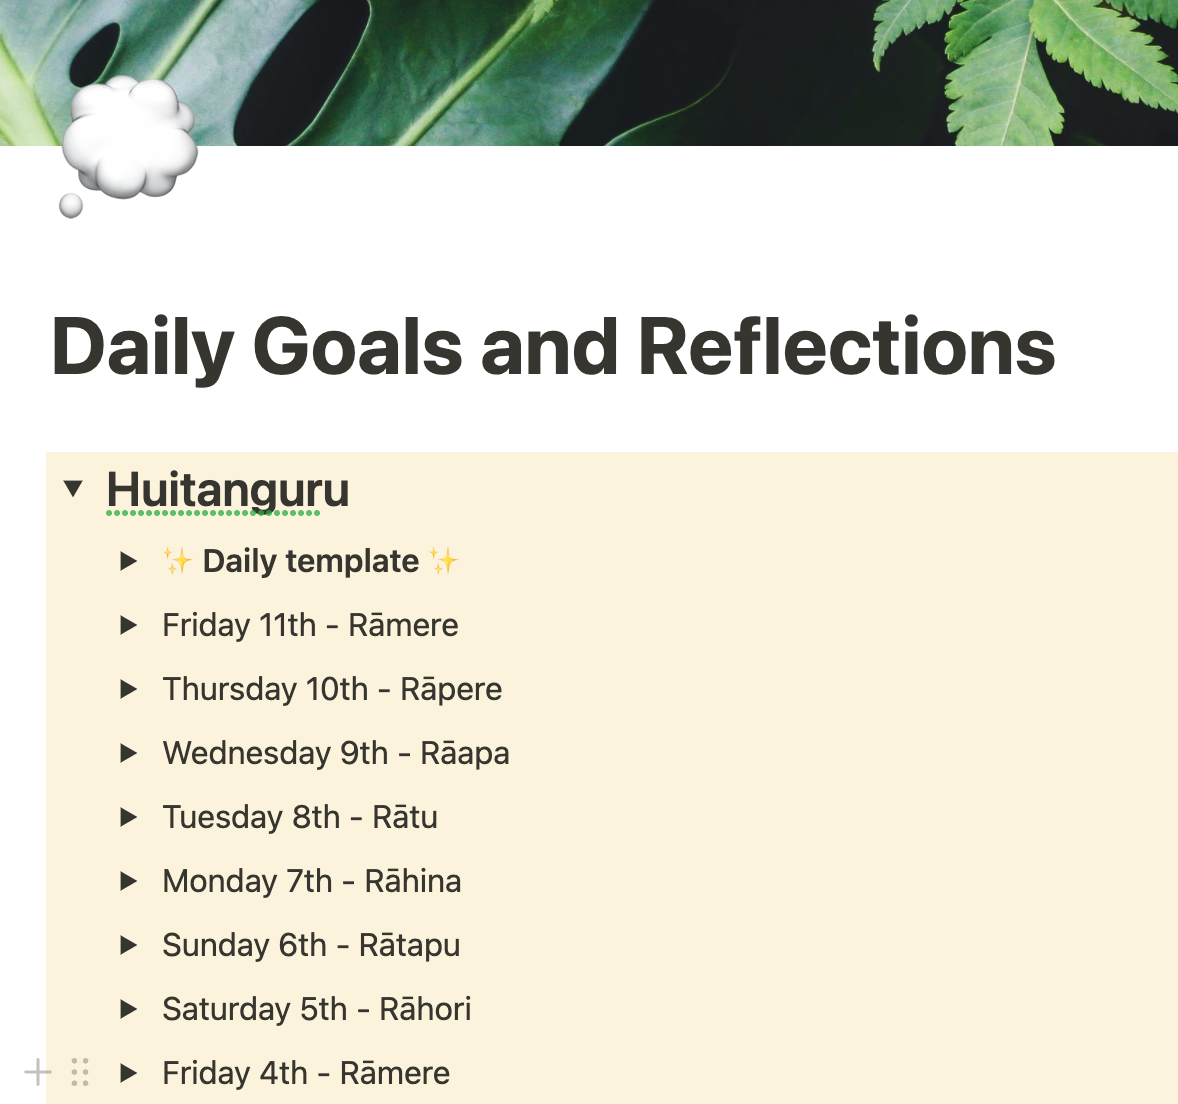 Daily Goals and Reflections
Huitanguru
✨ Daily template ✨
Friday 11th - Rāmere
Thursday 10th - Rāpere
Wednesday 9th - Rāapa
Tuesday 8th - Rātu
Monday 7th - Rāhina
Sunday 6th - Rātapu
Saturday 5th - Rāhori
Friday 4th - Rāmere